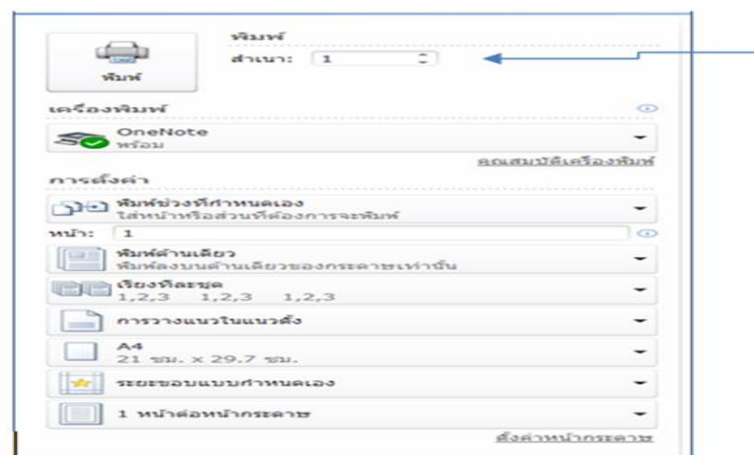 พิมพ์
สำเนา: 1
พิมพ์
เครื่องพิมพ์
OneNote
พร้อม
คุณสมบัติเครื่องพิมพ์
การตั้งค่า
พิมพ์ช่วงที่กำหนดเอง
ใส่หน้าหรือส่วนที่ต้องการจะพิมพ์
หน้า: 1
พิมพ์ด้านเดียว
พิมพ์ลงบนด้านเดียวของกระดาษเท่านั้น
เรียงทีละชุด
1,2,3 1,2,3 1,2,3
การวางแนวในแนวตั้ง
A4
21 ซม. x 29.7 ซม.
ระยะขอบแบบกำหนดเอง
1 หน้าต่อหน้ากระดาษ
ตั้งค่าหน้ากระดาษ